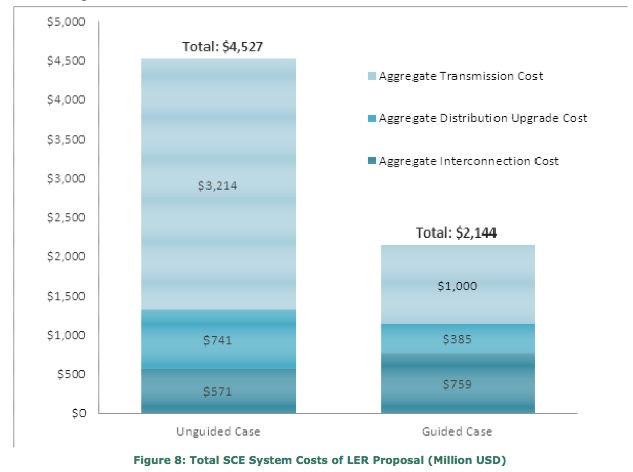 $5,000
Total: $4,527
$4,500
Aggregate Transmission Cost
$4,000
Aggregate Distribution Upgrade Cost
$3,500
Aggregate Interconnection Cost
$3,000
$3,214
$2,500
Total: $2,144
$2,000
$1,500
$1,000
$1,000
$741
$385
$500
$571
$759
$0
Unguided Case
Guided Case
Figure 8: Total SCE System Costs of LER Proposal (Million USD)